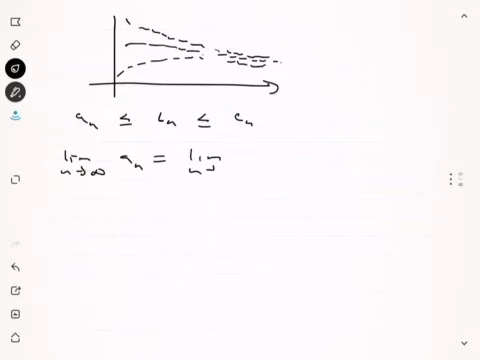 aₙ ≤ bₙ ≤ cₙ
lim n→∞ aₙ = lim n→